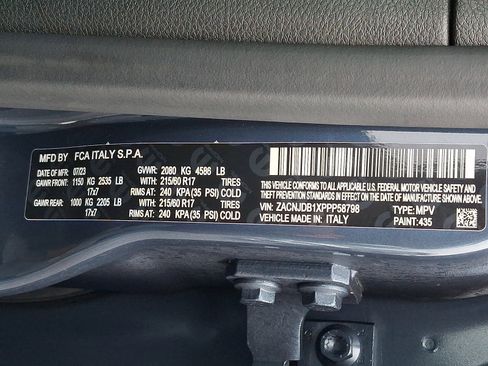 MFD BY FCA ITALY S.P.A.
DATE OF MFR: 07/23 GVWR: 2080 KG 4586 LB
GAWR FRONT: 1150 KG 2535 LB WITH: 215/60 R17 TIRES
17x7 RIMS AT: 240 KPA(35 PSI) COLD
GAWR REAR: 1000 KG 2205 LB WITH: 215/60 R17 TIRES
17x7 RIMS AT: 240 KPA(35 PSI) COLD
THIS VEHICLE CONFORMS TO ALL APPLICABLE U.S.A. FEDERAL MOTOR VEHICLE SAFETY, BUMPER AND
THEFT PREVENTION STANDARDS IN EFFECT ON THE DATE OF MANUFACTURE SHOWN ABOVE.
VIN: ZACNJDB1XPPP58798 TYPE: MPV
VEHICLE MADE IN: ITALY PAINT: 435